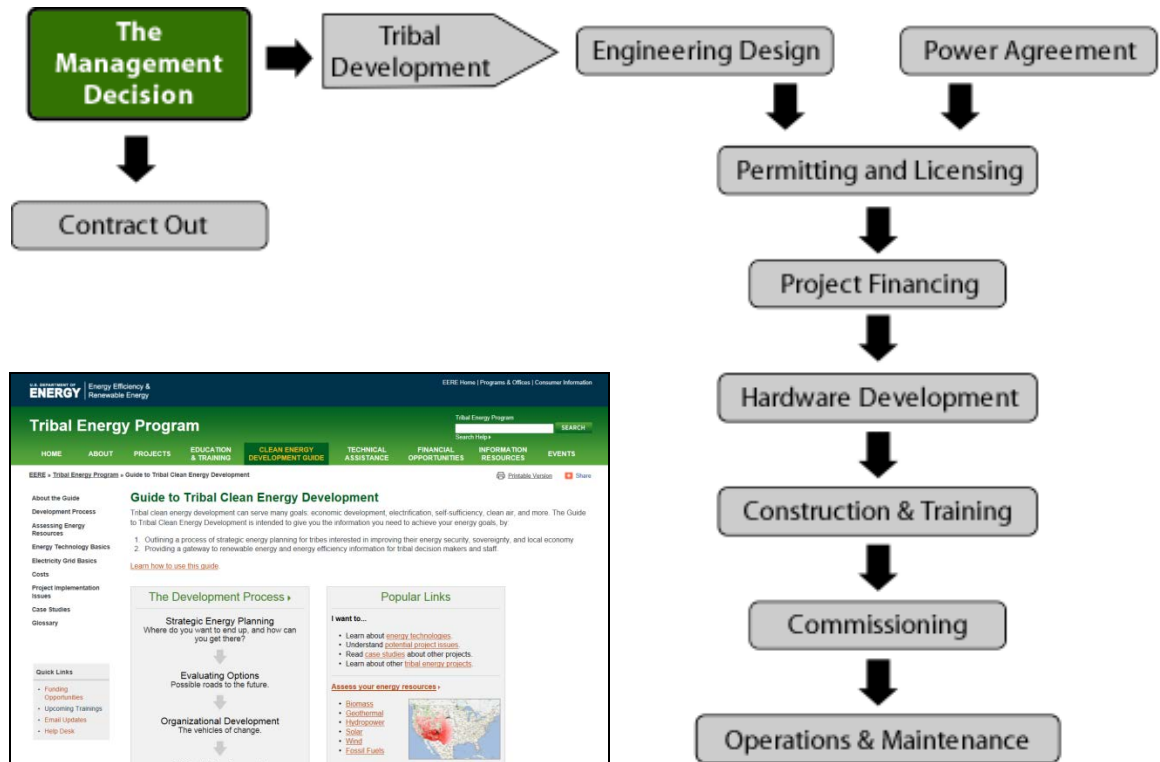 The
Management
Decision
Tribal
Development
Engineering Design
Power Agreement
Contract Out
Permitting and Licensing
Project Financing
Hardware Development
Construction & Training
Commissioning
Operations & Maintenance
U.S. DEPARTMENT OF
ENERGY
Energy Efficiency &
Renewable Energy
EERE Home | Programs & Offices | Consumer Information
Tribal Energy Program
Tribal Energy Program
SEARCH
Search Help
HOME
ABOUT
PROJECTS
EDUCATION
& TRAINING
CLEAN ENERGY
DEVELOPMENT GUIDE
TECHNICAL
ASSISTANCE
FINANCIAL
OPPORTUNITIES
INFORMATION
RESOURCES
EVENTS
EERE » Tribal Energy Program » Guide to Tribal Clean Energy Development
Printable Version
Share
About the Guide
Development Process
Assessing Energy
Resources
Energy Technology Basics
Electricity Grid Basics
Costs
Project Implementation
Issues
Case Studies
Glossary
Quick Links
• Funding
Opportunities
• Upcoming Trainings
• Email Updates
• Help Desk
Guide to Tribal Clean Energy Development
Tribal clean energy development can serve many goals: economic development, electrification, self-sufficiency, clean air, and more. The Guide
to Tribal Clean Energy Development is intended to give you the information you need to achieve your energy goals, by:
1. Outlining a process of strategic energy planning for tribes interested in improving their energy security, sovereignty, and local economy
2. Providing a gateway to renewable energy and energy efficiency information for tribal decision makers and staff.
Learn how to use this guide
The Development Process
Strategic Energy Planning
Where do you want to end up, and how can
you get there?
Evaluating Options
Possible roads to the future.
Organizational Development
The vehicles of change.
Popular Links
I want to...
• Learn about energy technologies.
• Understand potential project issues.
• Read case studies about other projects.
• Learn about other tribal energy projects.
Assess your energy resources
• Biomass
• Geothermal
• Hydropower
• Solar
• Wind
• Fossil Fuels